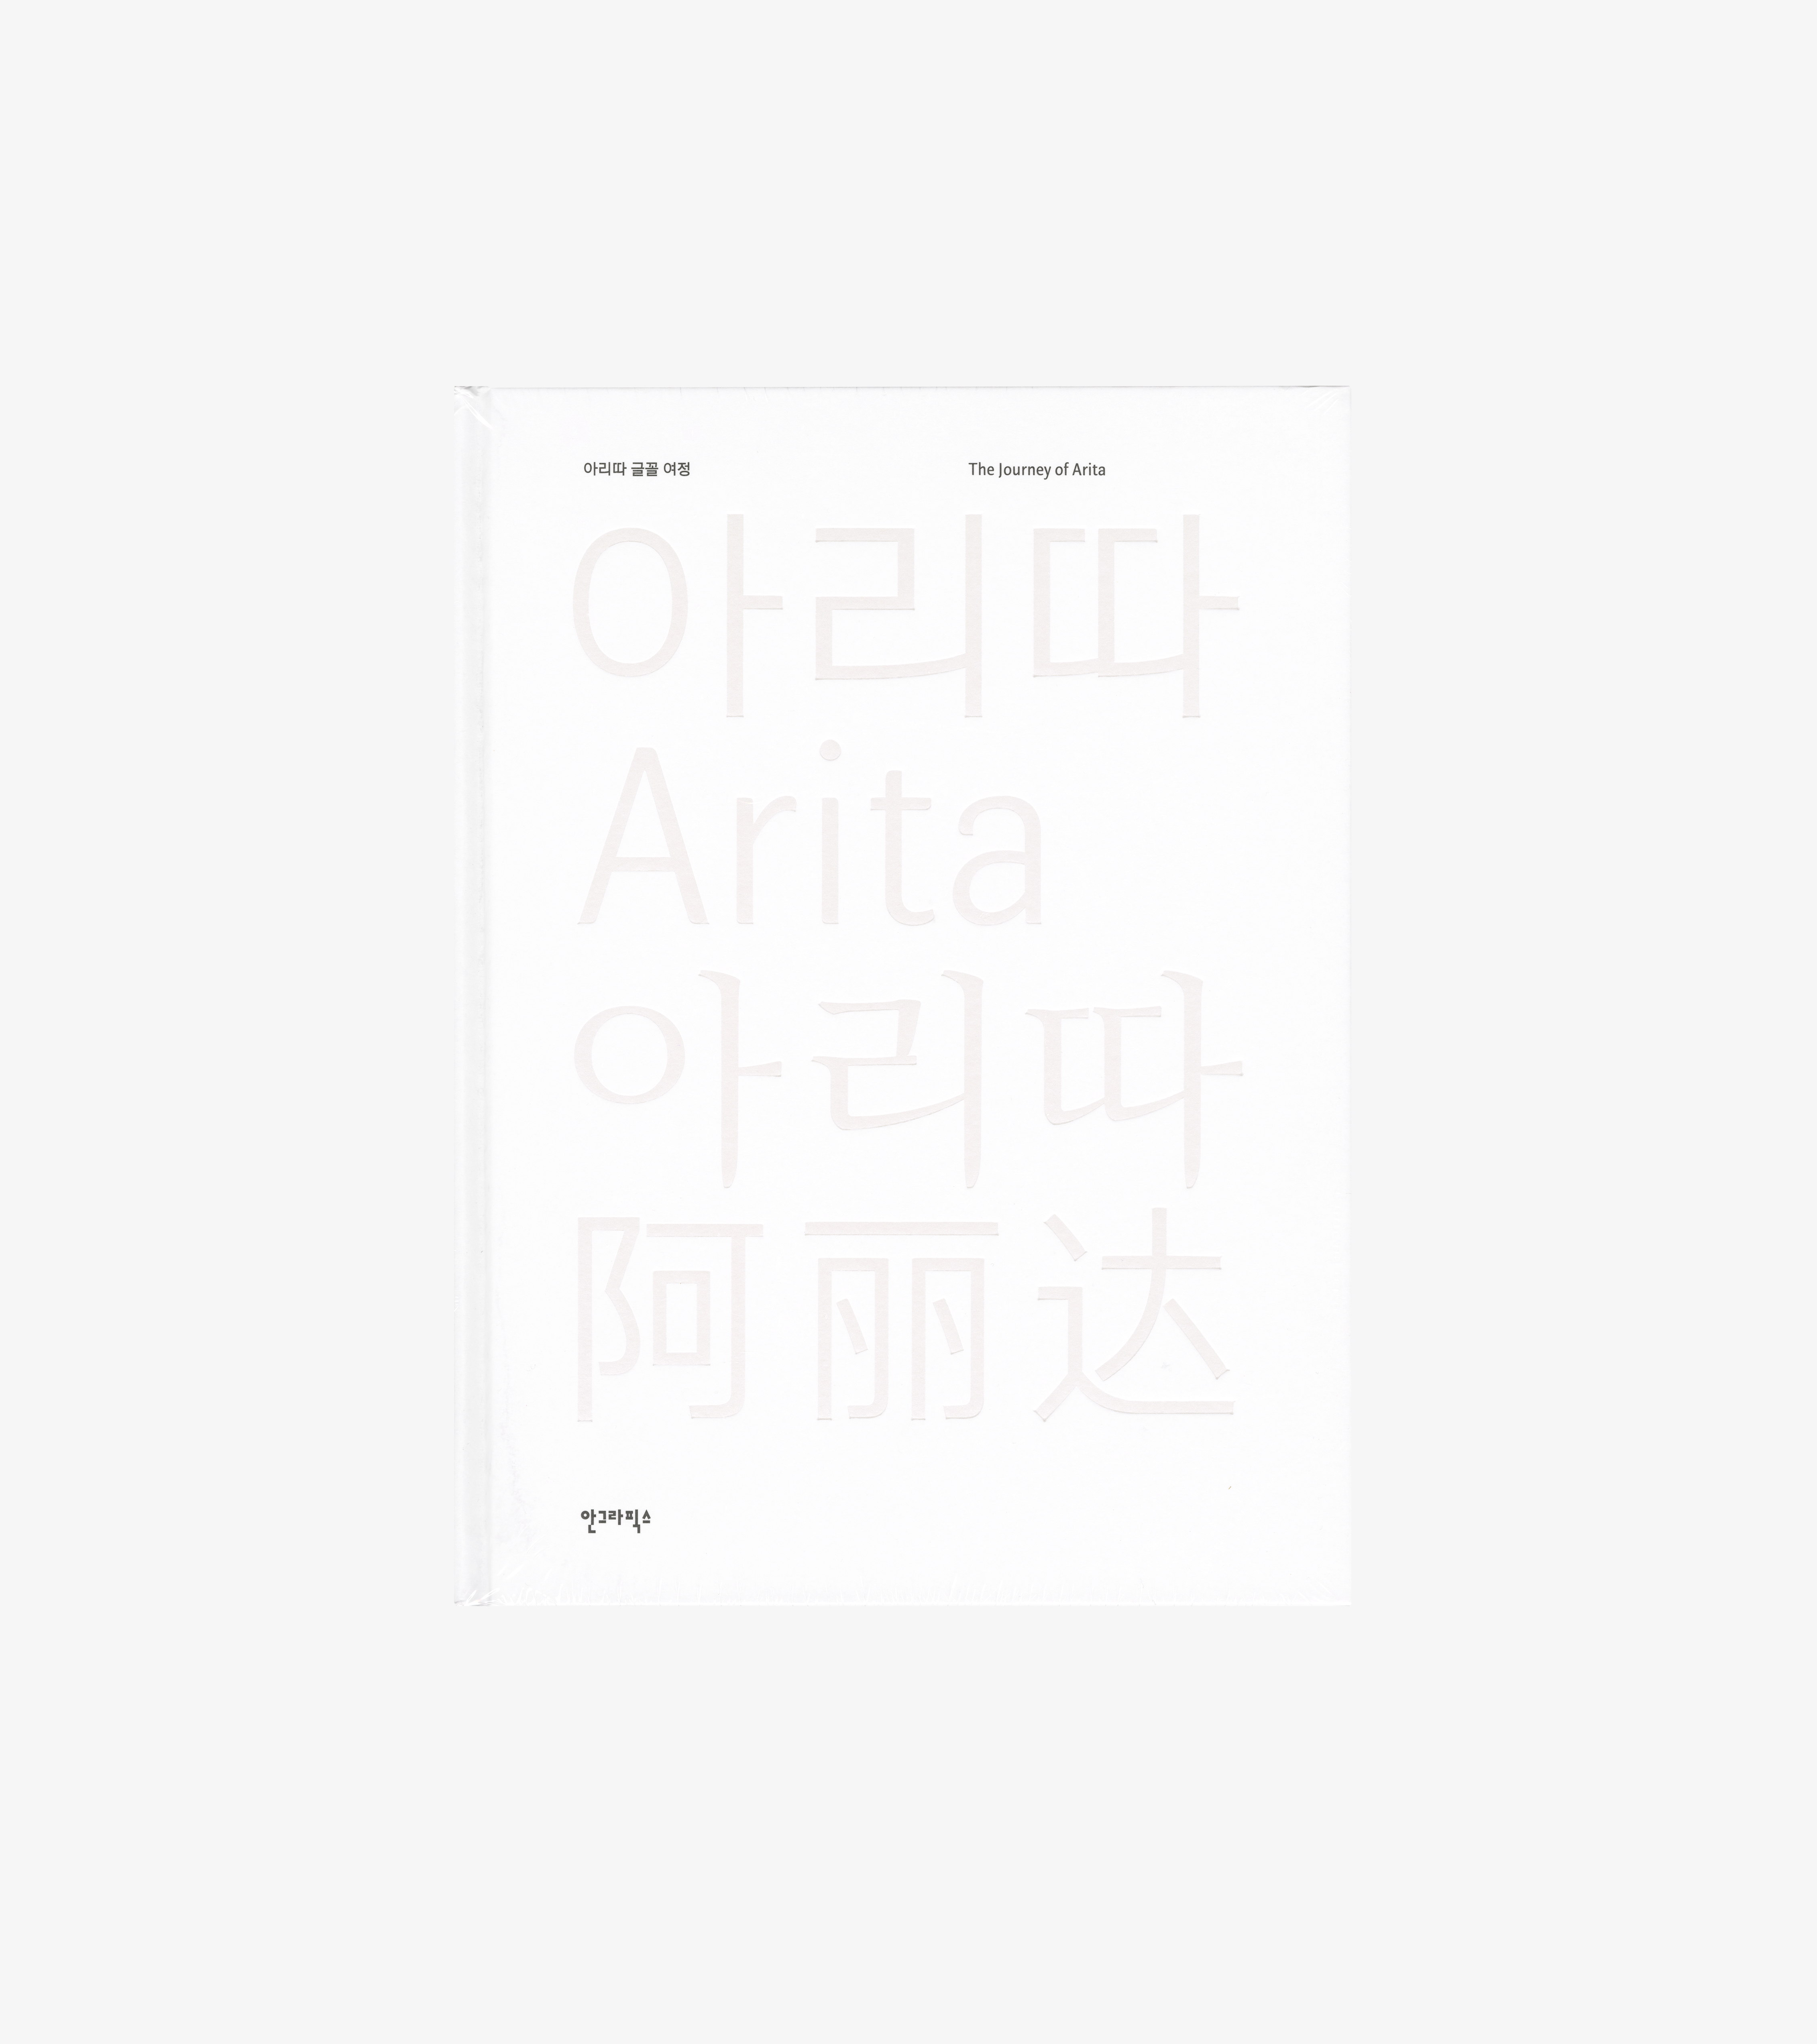 아리따 글꼴 여정
The Journey of Arita
아리따
Arita
아리따
阿丽达
안그라픽스